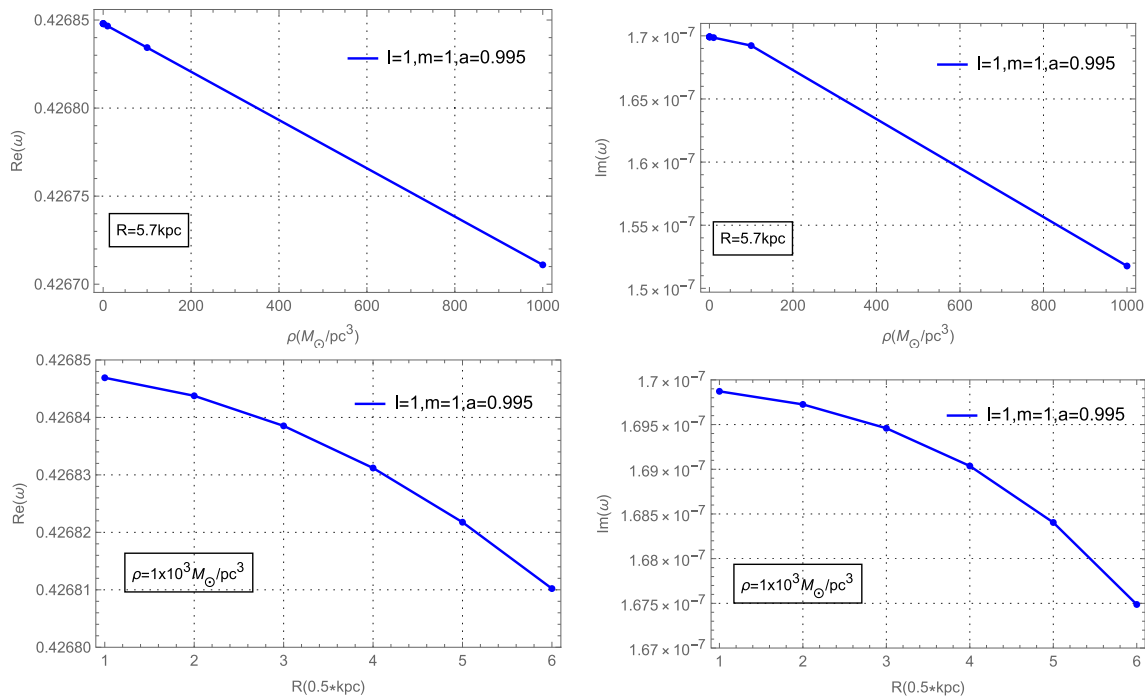 0.42685
0.42680
0.42675
0.42670
Re(ω)
l=1,m=1,a=0.995
R=5.7kpc
0 200 400 600 800 1000
ρ(M⊙/pc³)
1.7×10⁻⁷
1.65×10⁻⁷
1.6×10⁻⁷
1.55×10⁻⁷
1.5×10⁻⁷
Im(ω)
l=1,m=1,a=0.995
R=5.7kpc
0 200 400 600 800 1000
ρ(M⊙/pc³)
0.42685
0.42684
0.42683
0.42682
0.42681
0.42680
Re(ω)
l=1,m=1,a=0.995
ρ=1x10³M⊙/pc³
1 2 3 4 5 6
R(0.5*kpc)
1.7×10⁻⁷
1.695×10⁻⁷
1.69×10⁻⁷
1.685×10⁻⁷
1.68×10⁻⁷
1.675×10⁻⁷
1.67×10⁻⁷
Im(ω)
l=1,m=1,a=0.995
ρ=1x10³M⊙/pc³
1 2 3 4 5 6
R(0.5*kpc)